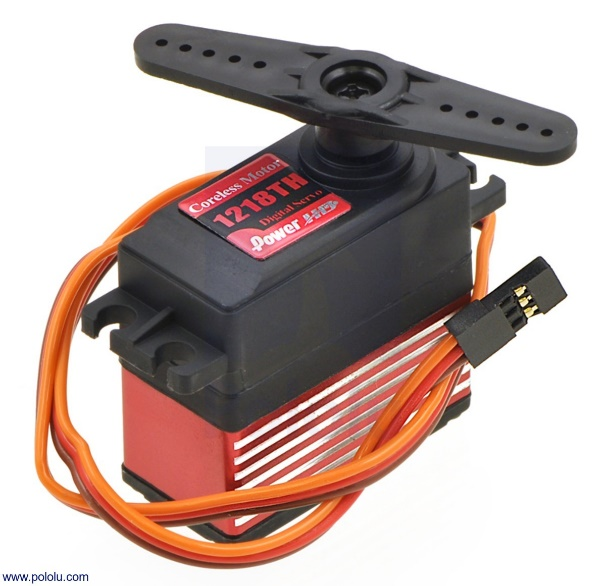 Coreless Motor
1218TH
Digital Servo
Power HD
www.pololu.com